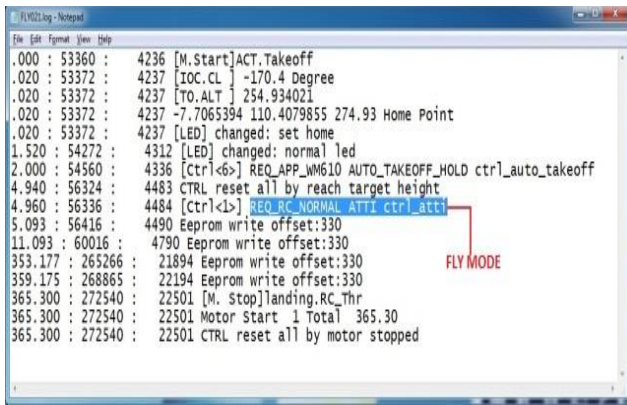 FLY021.log - Notepad
File Edit Format View Help
.000 : 53360 : 4236 [M.Start]ACT.Takeoff
.020 : 53372 : 4237 [IOC.CL ] -170.4 Degree
.020 : 53372 : 4237 [TO.ALT ] 254.934021
.020 : 53372 : 4237 -7.7065394 110.4079855 274.93 Home Point
.020 : 53372 : 4237 [LED] changed: set home
1.520 : 54272 : 4312 [LED] changed: normal led
2.000 : 54560 : 4336 [Ctrl<6>] REQ_APP_WM610 AUTO_TAKEOFF_HOLD ctrl_auto_takeoff
4.940 : 56324 : 4483 CTRL reset all by reach target height
4.960 : 56336 : 4484 [Ctrl<1>] REQ_RC_NORMAL ATTI ctrl_atti
5.093 : 56416 : 4490 Eeprom write offset:330
11.093 : 60016 : 4790 Eeprom write offset:330
353.177 : 265266 : 21894 Eeprom write offset:330
FLY MODE
359.175 : 268865 : 22194 Eeprom write offset:330
365.300 : 272540 : 22501 [M. Stop]landing.RC_Thr
365.300 : 272540 : 22501 Motor Start 1 Total 365.30
365.300 : 272540 : 22501 CTRL reset all by motor stopped